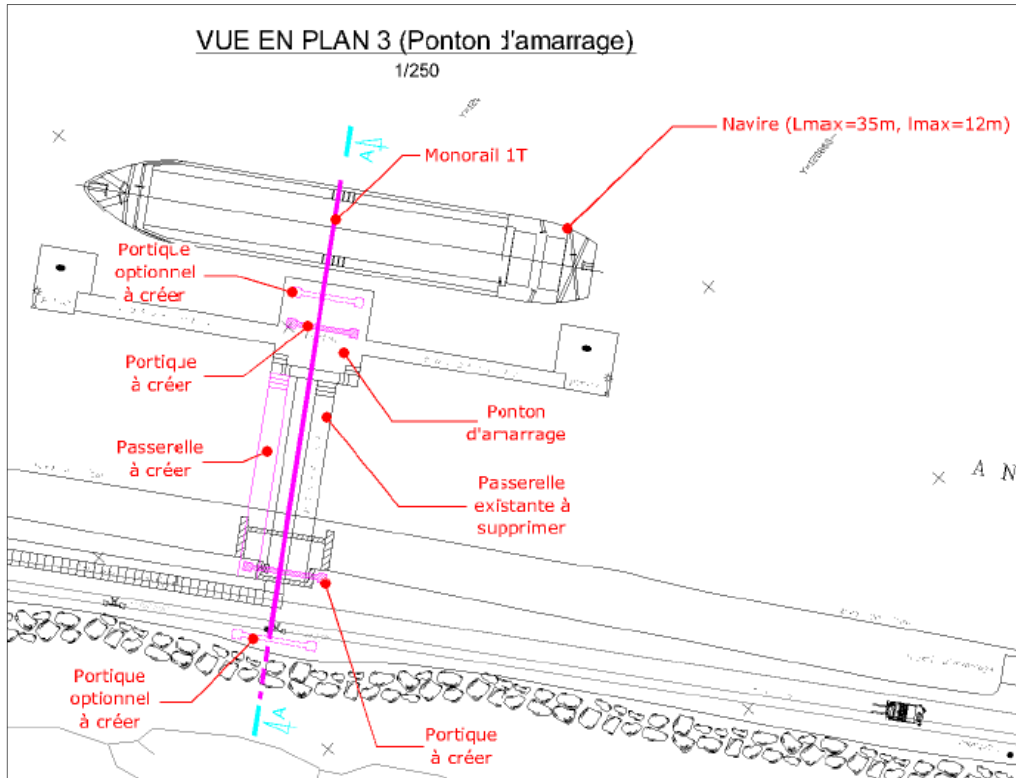 VUE EN PLAN 3 (Ponton d'amarrage)
1/250
Navire (Lmax=35m, lmax=12m)
A
Monorail 1T
Portique
optionnel
à créer
Portique
à créer
Ponton
d'amarrage
Passerelle
à créer
Passerelle
existante à
supprimer
A N
Portique
optionnel
à créer
A
Portique
à créer